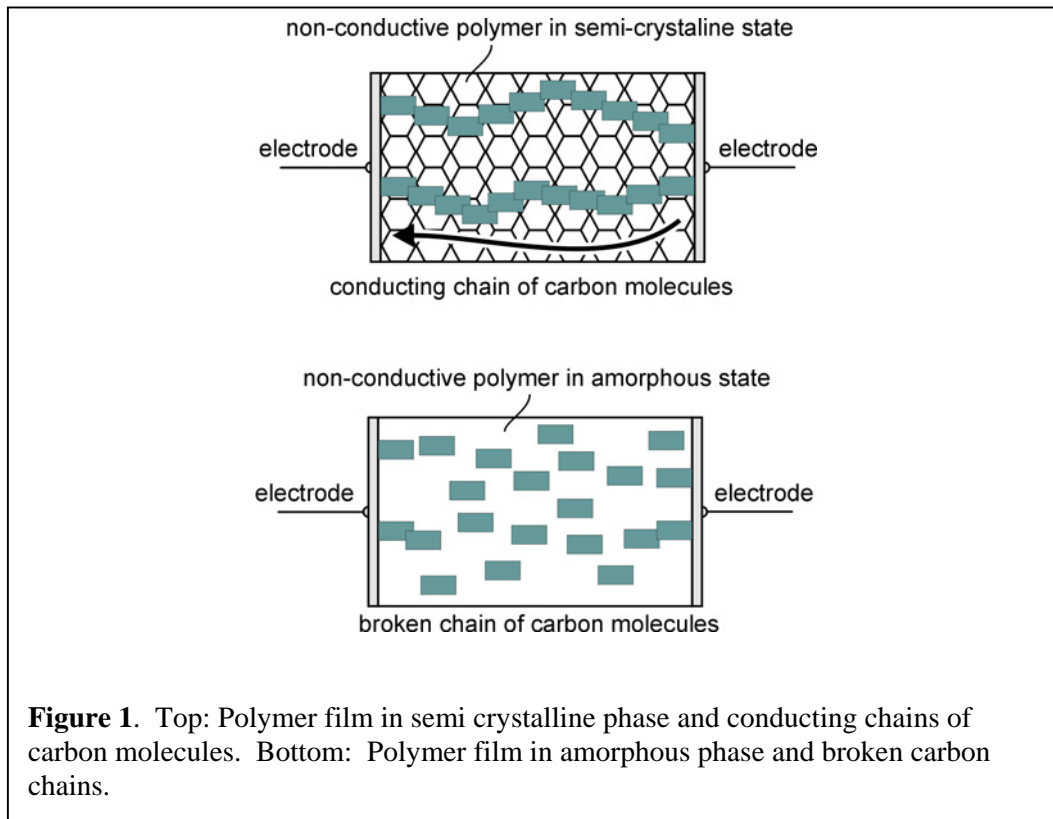 non-conductive polymer in semi-crystaline state
electrode
electrode
conducting chain of carbon molecules
non-conductive polymer in amorphous state
electrode
electrode
broken chain of carbon molecules
Figure 1. Top: Polymer film in semi crystalline phase and conducting chains of
carbon molecules. Bottom: Polymer film in amorphous phase and broken carbon
chains.